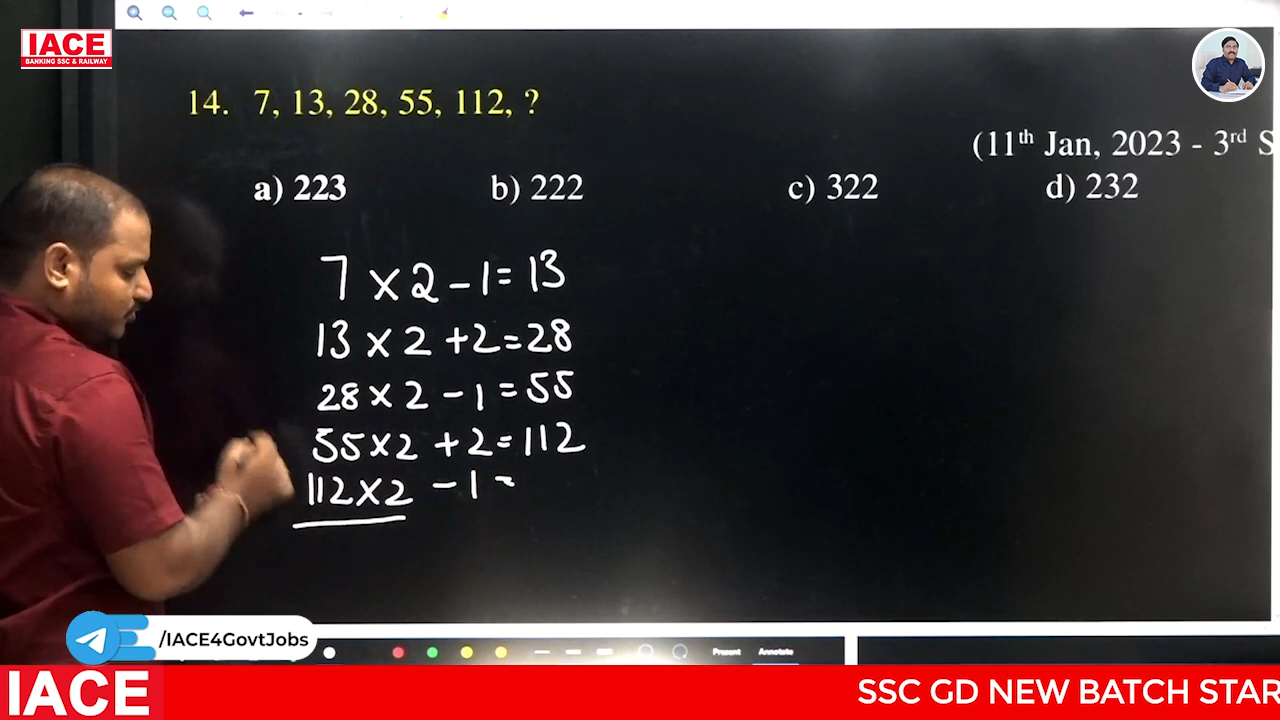 IACE
BANKING SSC & RAILWAY
14. 7, 13, 28, 55, 112, ?
(11th Jan, 2023 - 3rd S
a) 223 b) 222 c) 322 d) 232
7 × 2 - 1 = 13
13 × 2 + 2 = 28
28 × 2 - 1 = 55
55 × 2 + 2 = 112
112 × 2 - 1 =
/IACE4GovtJobs
Present Annotate
IACE
SSC GD NEW BATCH STAR